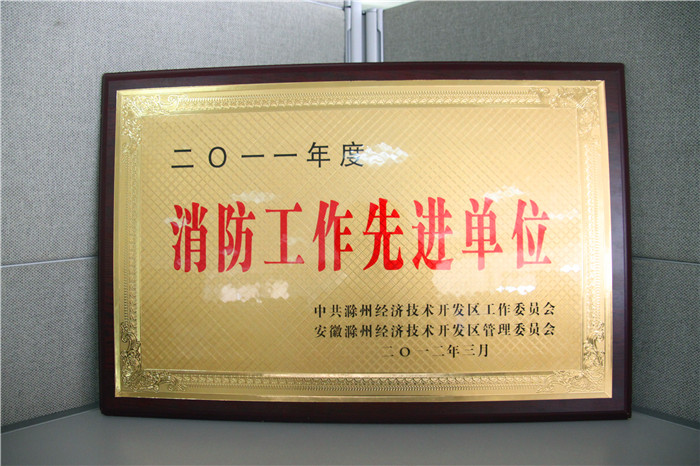 二〇一一年度
消防工作先进单位
中共滁州经济技术开发区工作委员会
安徽滁州经济技术开发区管理委员会
二〇一二年三月